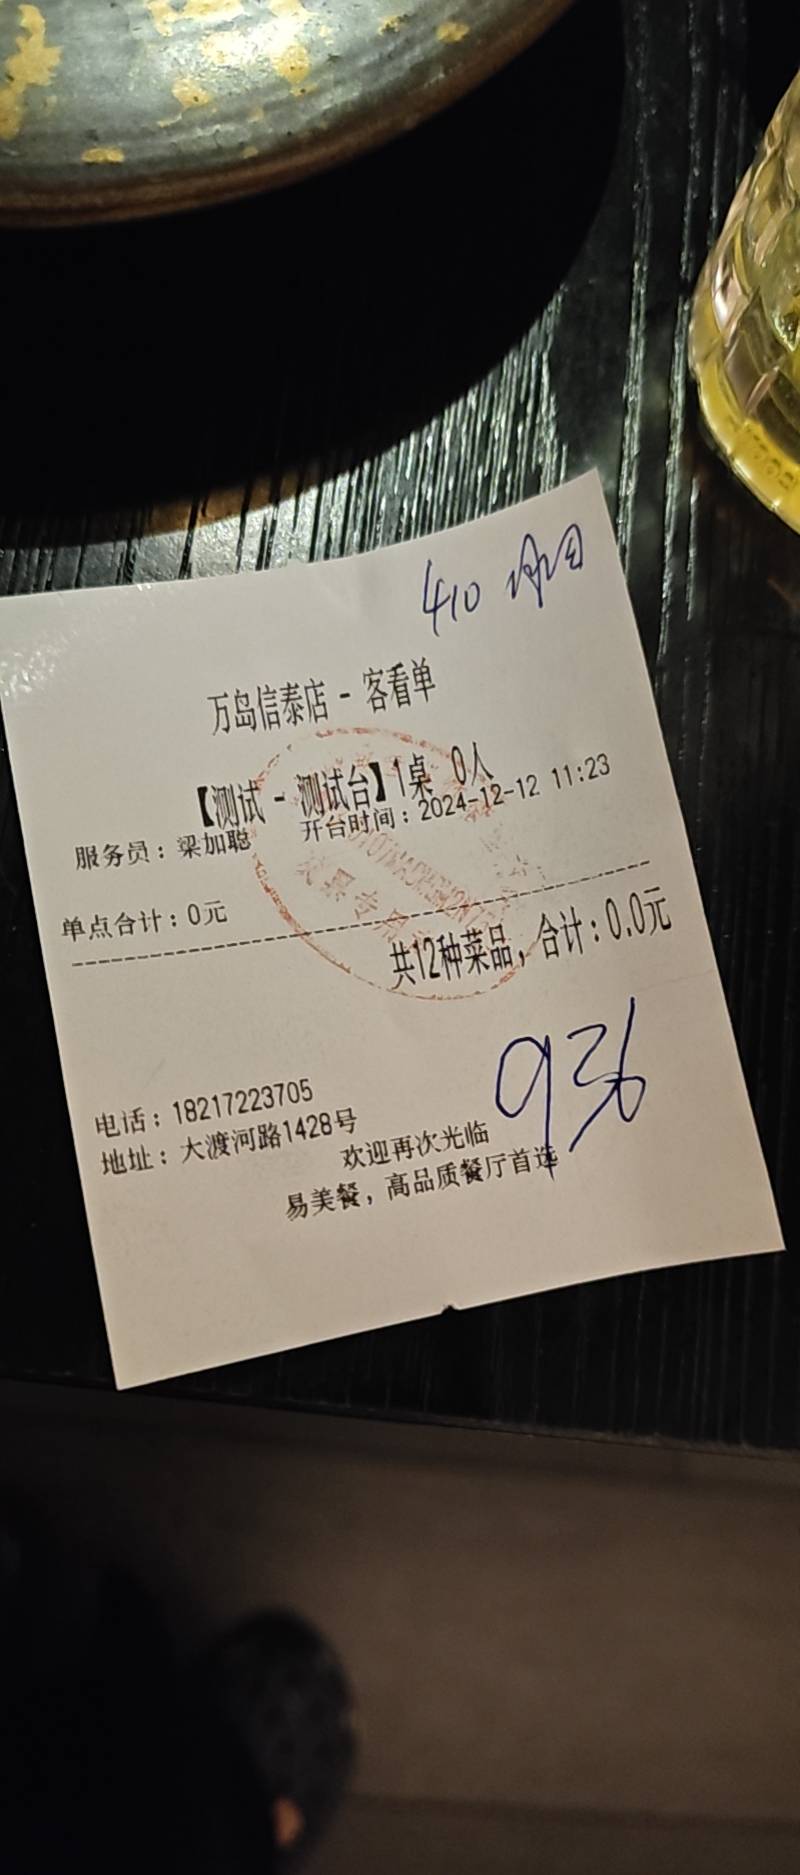 410
万岛信泰店 - 客看单
【测试 - 测试台】1桌 0人
服务员：梁加聪 开台时间：2024-12-12 11:23
单点台计：0元
共12种菜品，合计：0.0元
936
电话：18217223705
地址：大渡河路1428号
欢迎再次光临
易美餐，高品质餐厅首选